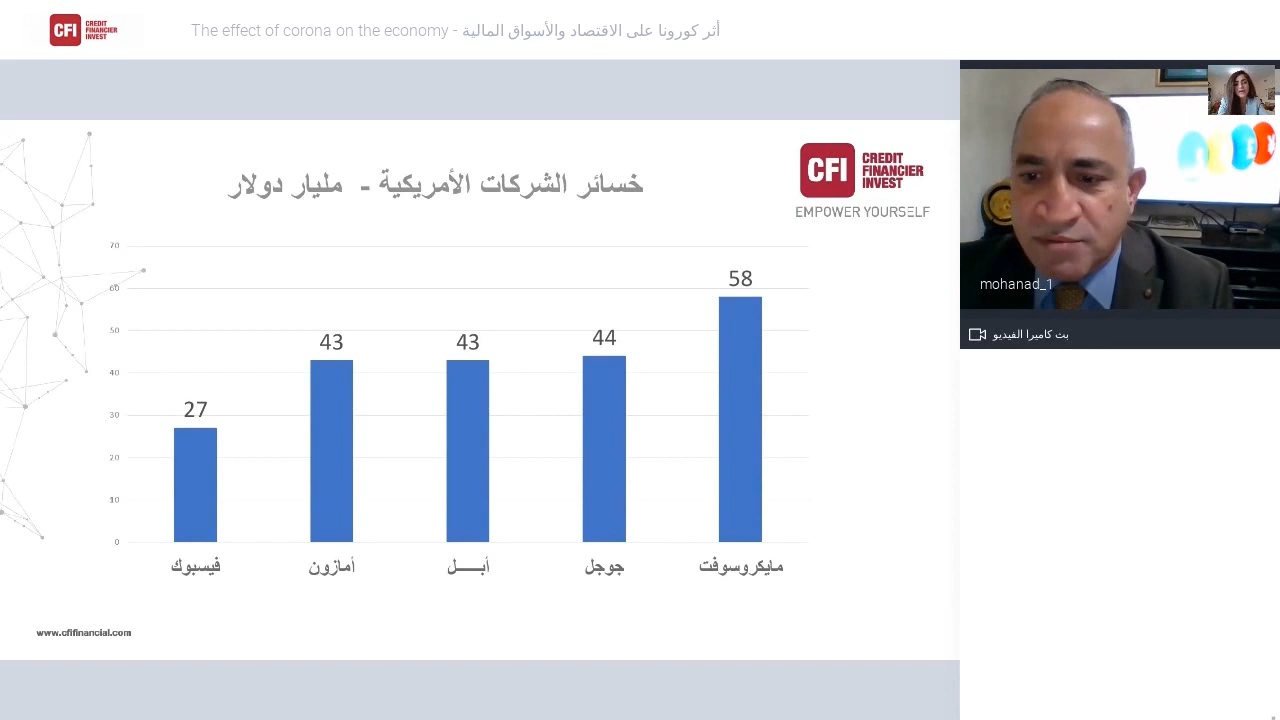 CFI CREDIT FINANCIER INVEST
The effect of corona on the economy - أثر كورونا على الاقتصاد والأسواق المالية
CFI CREDIT FINANCIER INVEST
EMPOWER YOURSELF
خسائر الشركات الأمريكية - مليار دولار
70
60
50
40
30
20
10
0
27
43
43
44
58
فيسبوك
أمازون
أبـــــل
جوجل
مايكروسوفت
www.cfifinancial.com
mohanad_1
بث كاميرا الفيديو